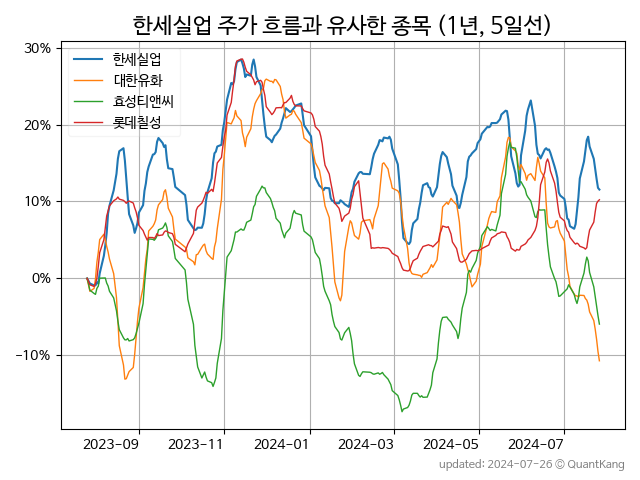 한세실업 주가 흐름과 유사한 종목 (1년, 5일선)
한세실업
대한유화
효성티앤씨
롯데칠성
30%
20%
10%
0%
−10%
2023-09 2023-11 2024-01 2024-03 2024-05 2024-07
updated: 2024-07-26 © QuantKang